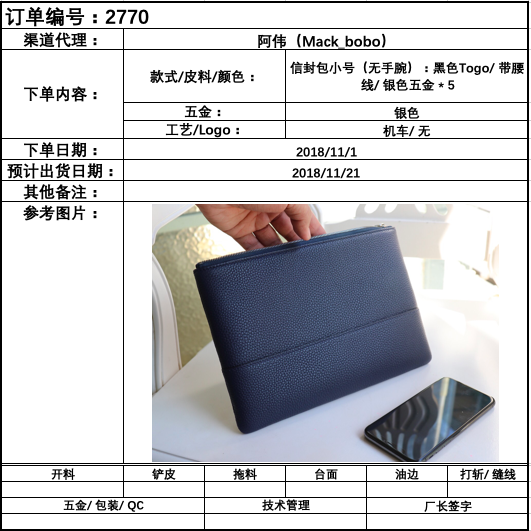 订单编号：2770
渠道代理： 阿伟（Mack_bobo）
下单内容：
款式/皮料/颜色： 信封包小号（无手腕）：黑色Togo/ 带腰
线/ 银色五金＊5
五金： 银色
工艺/Logo： 机车/ 无
下单日期： 2018/11/1
预计出货日期： 2018/11/21
其他备注：
参考图片：
开料 铲皮 拖料 台面 油边 打斩/ 缝线
五金/ 包装/ QC 技术管理 厂长签字